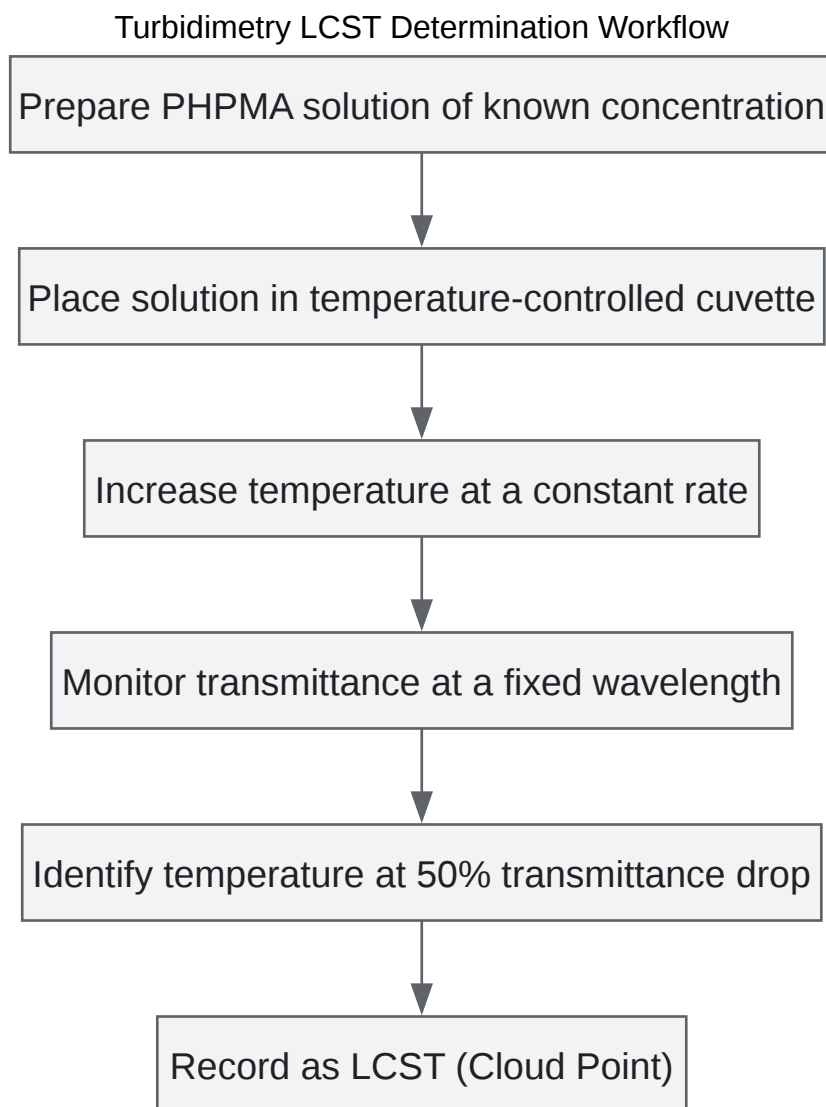 Turbidimetry LCST Determination Workflow
Prepare PHPMA solution of known concentration
Place solution in temperature-controlled cuvette
Increase temperature at a constant rate
Monitor transmittance at a fixed wavelength
Identify temperature at 50% transmittance drop
Record as LCST (Cloud Point)